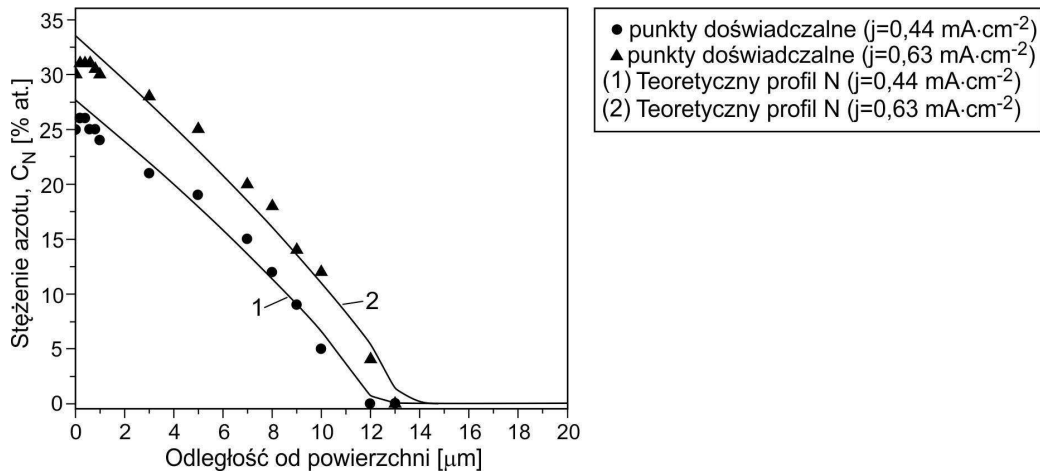 35
30
25
20
15
10
5
0
Stężenie azotu, C_N [% at.]
1
2
0 2 4 6 8 10 12 14 16 18 20
Odległość od powierzchni [μm]
● punkty doświadczalne (j=0,44 mA·cm⁻²)
▲ punkty doświadczalne (j=0,63 mA·cm⁻²)
(1) Teoretyczny profil N (j=0,44 mA·cm⁻²)
(2) Teoretyczny profil N (j=0,63 mA·cm⁻²)